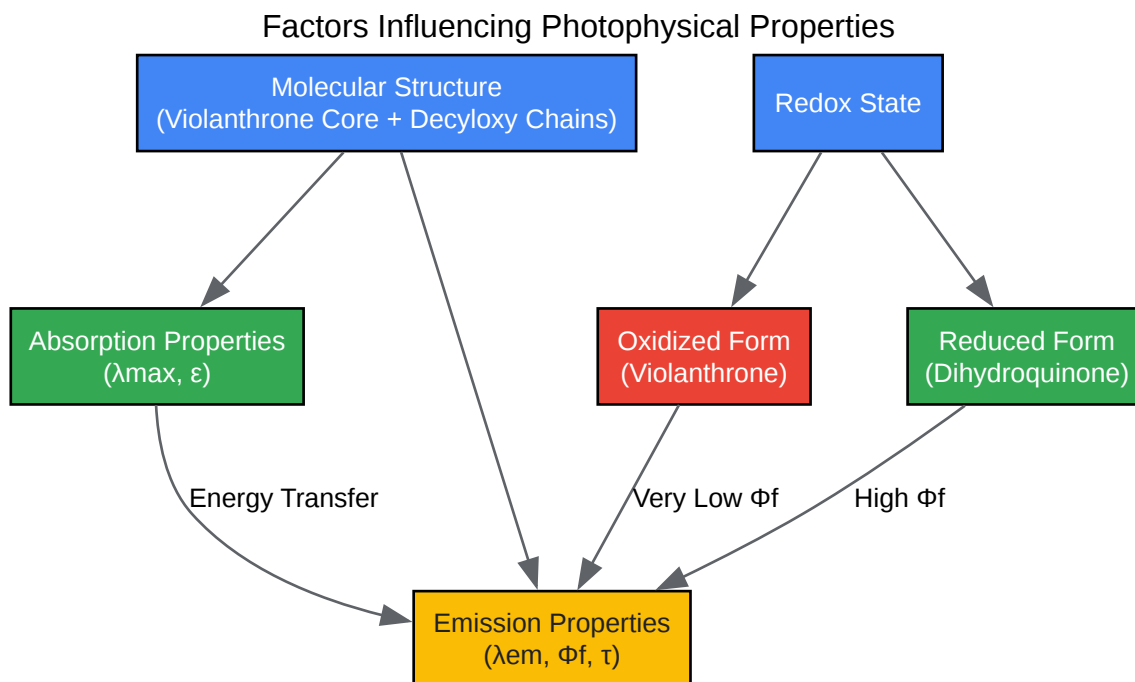 Factors Influencing Photophysical Properties
Molecular Structure
(Violanthrone Core + Decyloxy Chains)
Redox State
Absorption Properties
(λmax, ε)
Oxidized Form
(Violanthrone)
Reduced Form
(Dihydroquinone)
Energy Transfer
Very Low Φf
High Φf
Emission Properties
(λem, Φf, τ)